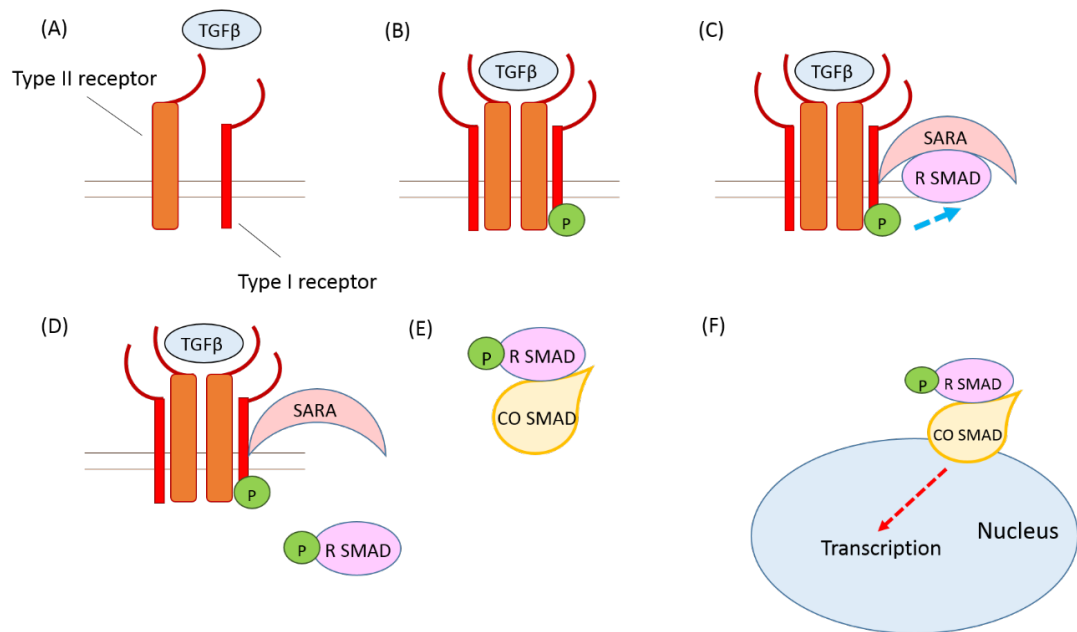 (A)
TGFβ
Type II receptor
Type I receptor
(B)
TGFβ
P
(C)
TGFβ
SARA
R SMAD
P
(D)
TGFβ
SARA
P
P
R SMAD
(E)
P
R SMAD
CO SMAD
(F)
P
R SMAD
CO SMAD
Nucleus
Transcription